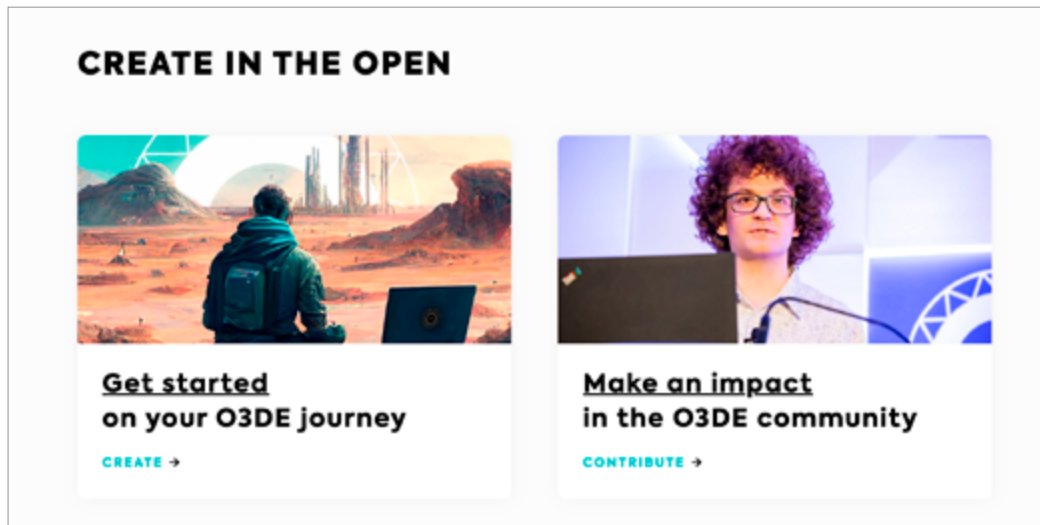 CREATE IN THE OPEN
Get started
on your O3DE journey
CREATE →
Make an impact
in the O3DE community
CONTRIBUTE →